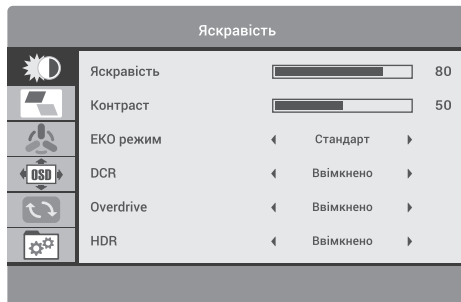 Яскравість
Яскравість 80
Контраст 50
ЕКО режим Стандарт
OSD
DCR Ввімкнено
Overdrive Ввімкнено
HDR Ввімкнено